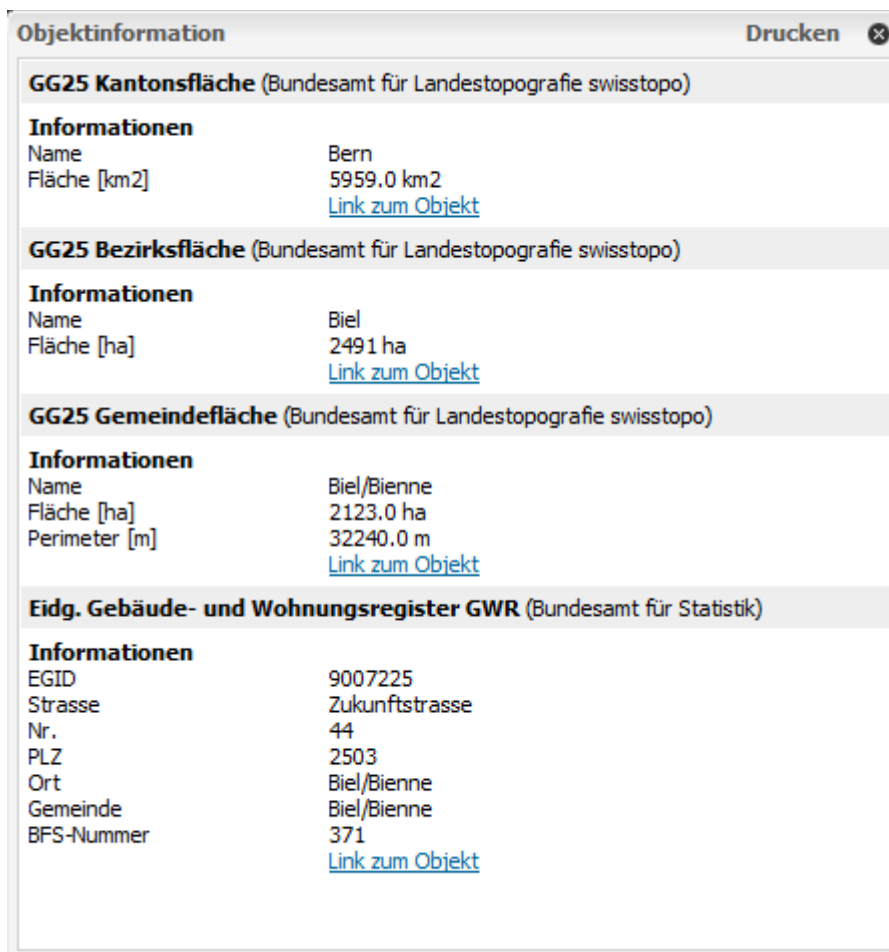 Objektinformation Drucken
GG25 Kantonsfläche (Bundesamt für Landestopografie swisstopo)
Informationen
Name Bern
Fläche [km2] 5959.0 km2
Link zum Objekt
GG25 Bezirksfläche (Bundesamt für Landestopografie swisstopo)
Informationen
Name Biel
Fläche [ha] 2491 ha
Link zum Objekt
GG25 Gemeindefläche (Bundesamt für Landestopografie swisstopo)
Informationen
Name Biel/Bienne
Fläche [ha] 2123.0 ha
Perimeter [m] 32240.0 m
Link zum Objekt
Eidg. Gebäude- und Wohnungsregister GWR (Bundesamt für Statistik)
Informationen
EGID 9007225
Strasse Zukunftstrasse
Nr. 44
PLZ 2503
Ort Biel/Bienne
Gemeinde Biel/Bienne
BFS-Nummer 371
Link zum Objekt